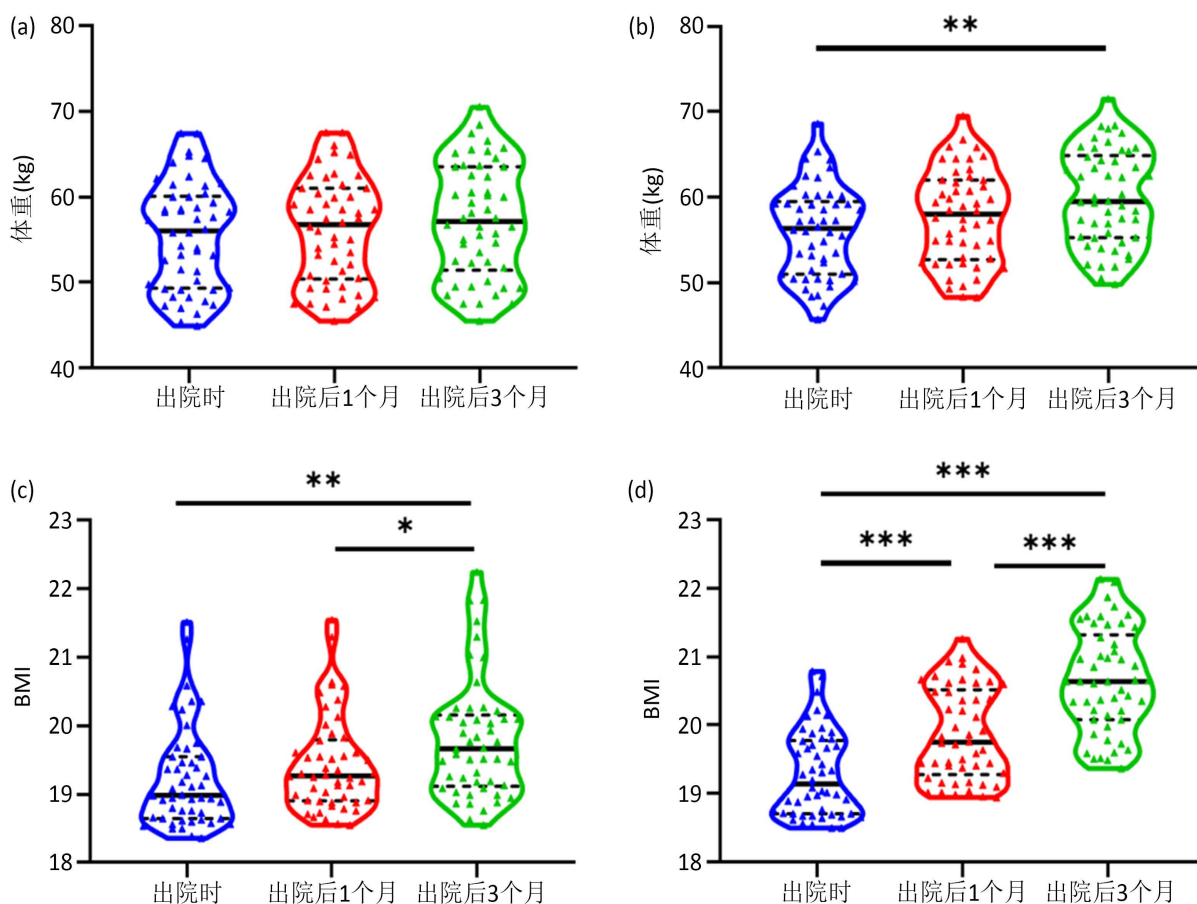 (a)
80
70
60
50
40
体重(kg)
出院时
出院后1个月
出院后3个月
(b)
**
80
70
60
50
40
体重(kg)
出院时
出院后1个月
出院后3个月
(c)
**
*
23
22
21
20
19
18
BMI
出院时
出院后1个月
出院后3个月
(d)
***
***
***
23
22
21
20
19
18
BMI
出院时
出院后1个月
出院后3个月